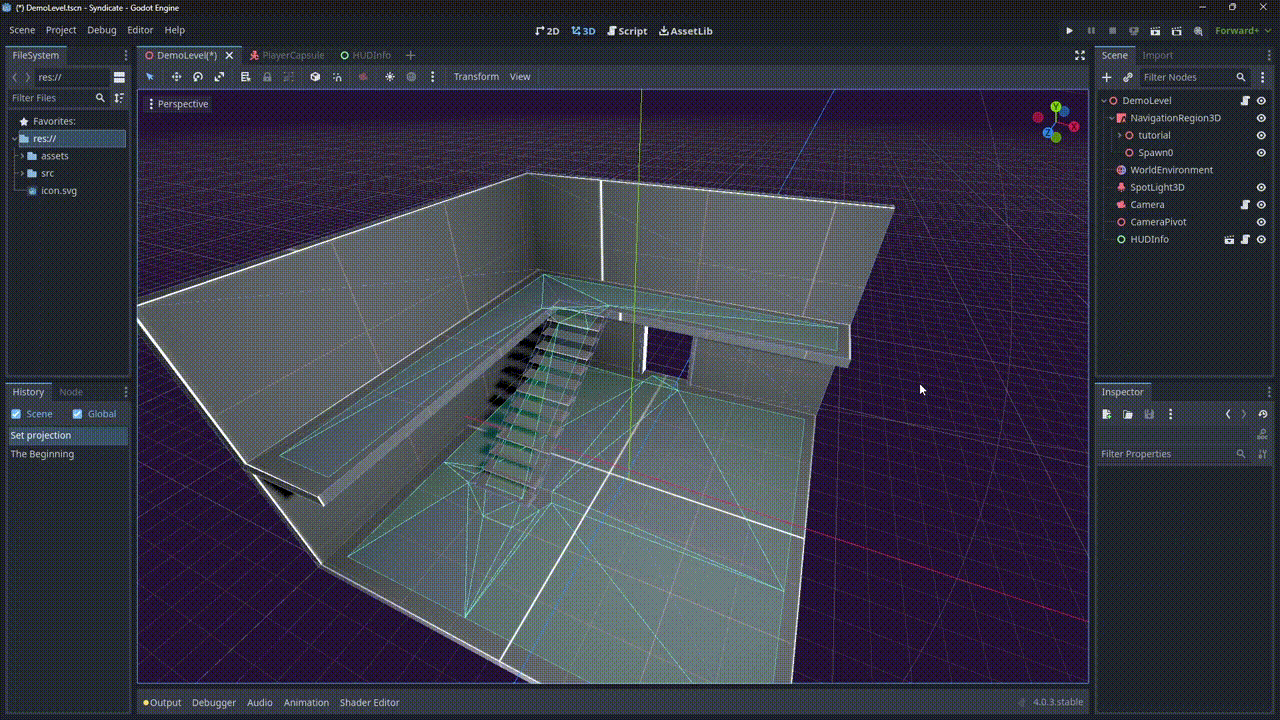 (*) DemoLevel.tscn - Syndicate - Godot Engine
Scene Project Debug Editor Help
2D 3D Script AssetLib
Forward+
FileSystem
DemoLevel(*) PlayerCapsule HUDInfo
Scene Import
res://
Transform View
Filter Nodes
Filter Files
Perspective
Favorites:
res://
assets
src
icon.svg
Y
X
Z
DemoLevel
NavigationRegion3D
tutorial
Spawn0
WorldEnvironment
SpotLight3D
Camera
CameraPivot
HUDInfo
History Node
Scene Global
Set projection
The Beginning
Inspector
Filter Properties
Output Debugger Audio Animation Shader Editor
4.0.3.stable